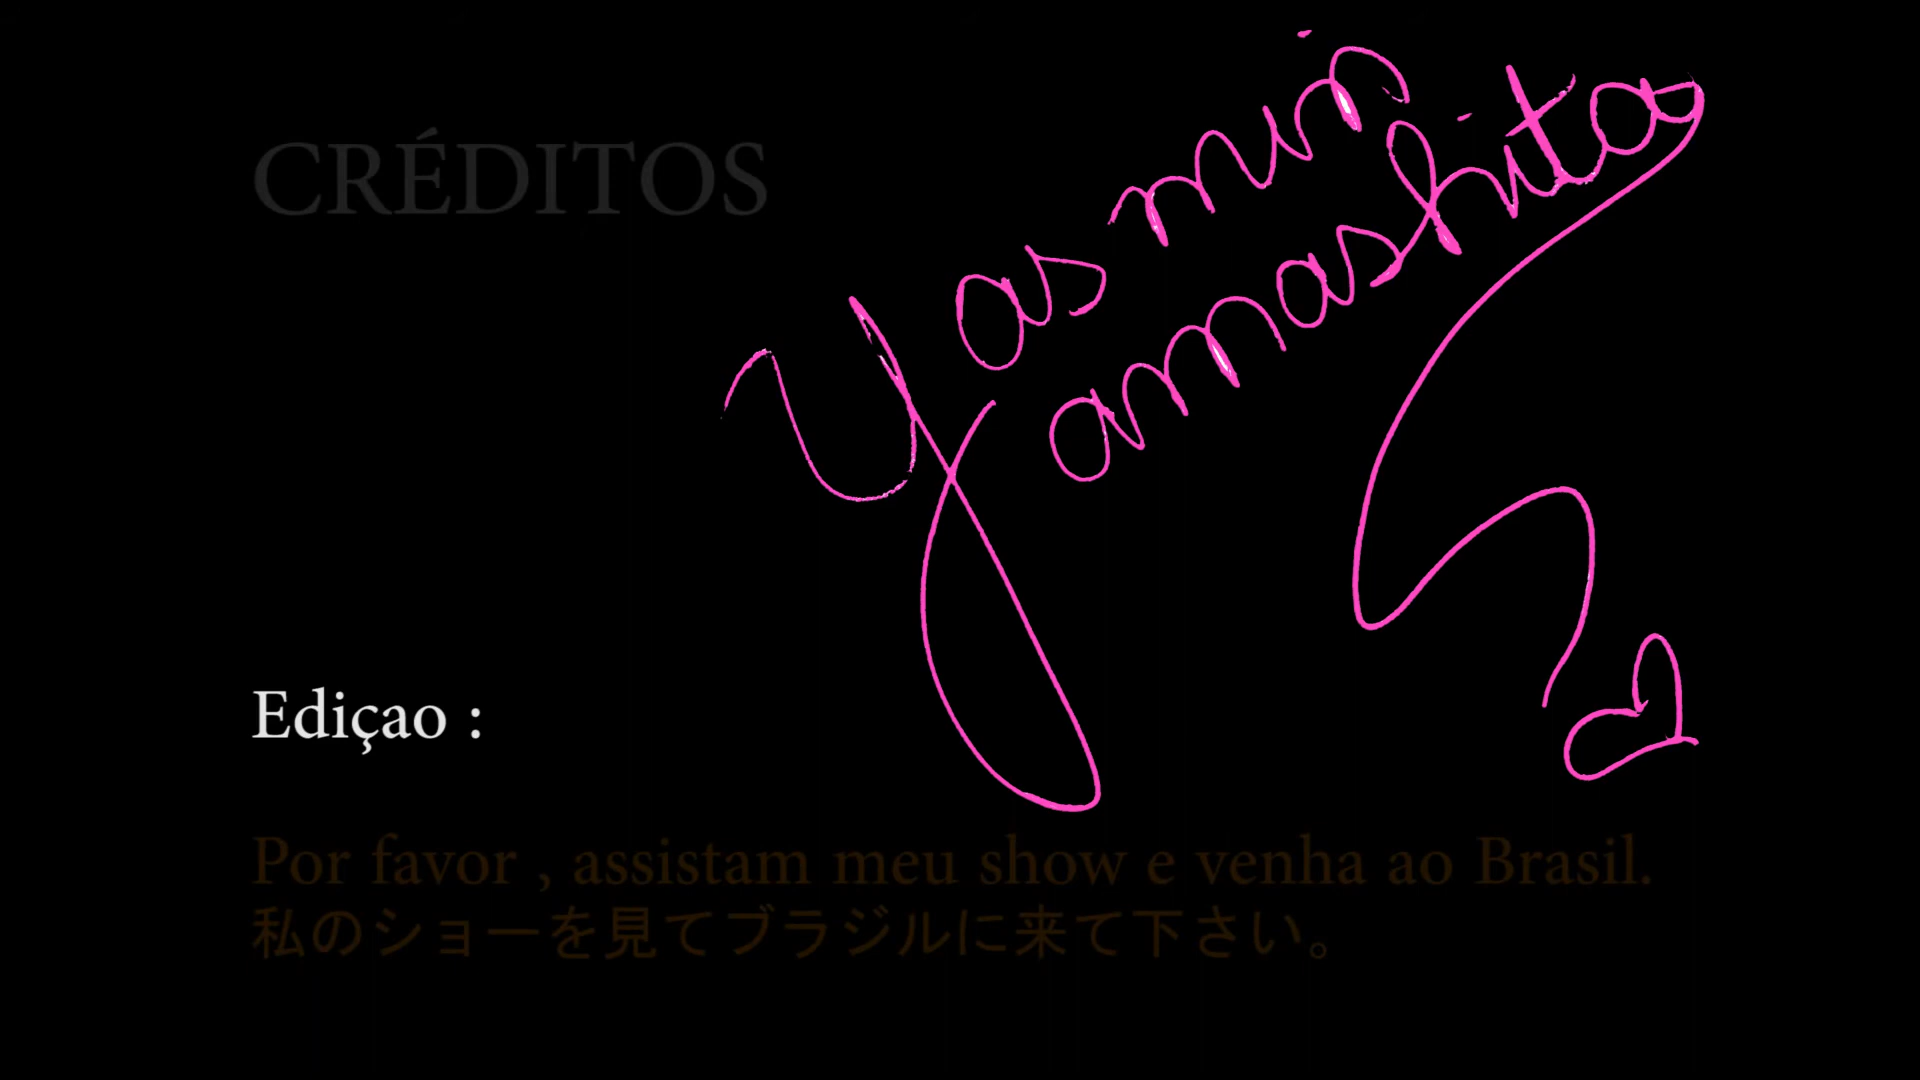 CRÉDITOS
Yasmin
Yamashita
Ediçao :
Por favor , assistam meu show e venha ao Brasil.
私のショーを見てブラジルに来て下さい。